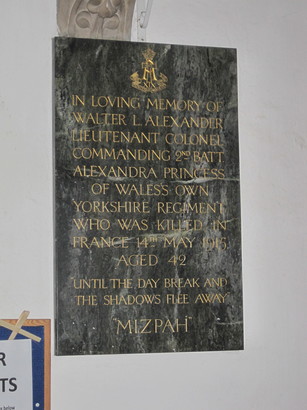 IN LOVING MEMORY OF
WALTER L. ALEXANDER
LIEUTENANT COLONEL
COMMANDING 2ND BATT
ALEXANDRA PRINCESS
OF WALES'S OWN
YORKSHIRE REGIMENT
WHO WAS KILLED IN
FRANCE 14TH MAY 1915
AGED 42
UNTIL THE DAY BREAK AND
THE SHADOWS FLEE AWAY
"MIZPAH"
R
TS
s below